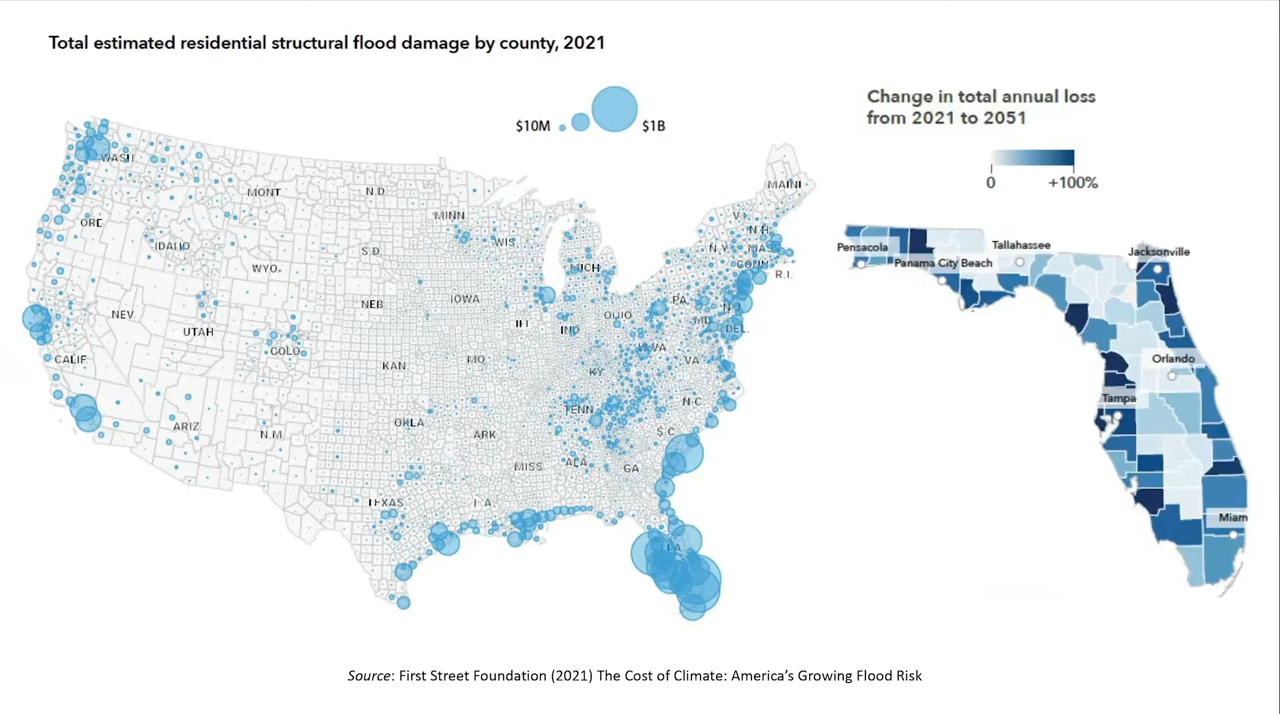 Total estimated residential structural flood damage by county, 2021
$10M
$1B
Change in total annual loss
from 2021 to 2051
0
+100%
WASH
MONT
N.D.
MINN
MAINI
ORE
IDAHO
WYO.
S.D.
WIS
MICH
N.Y.
N.H
MAS
CONN
R.I.
NEV
UTAH
COLO
NEB
IOWA
IND
OHIO
PA
N.J
MD
DEL.
CALIF
KAN
MO
KY
W.VA
VA
ARIZ
N.M.
OKLA
ARK
TENN
N.C
S.C
TEXAS
MISS
ALA
GA
Pensacola
Panama City Beach
Tallahassee
Jacksonville
Orlando
Tampa
Miam
Source: First Street Foundation (2021) The Cost of Climate: America’s Growing Flood Risk